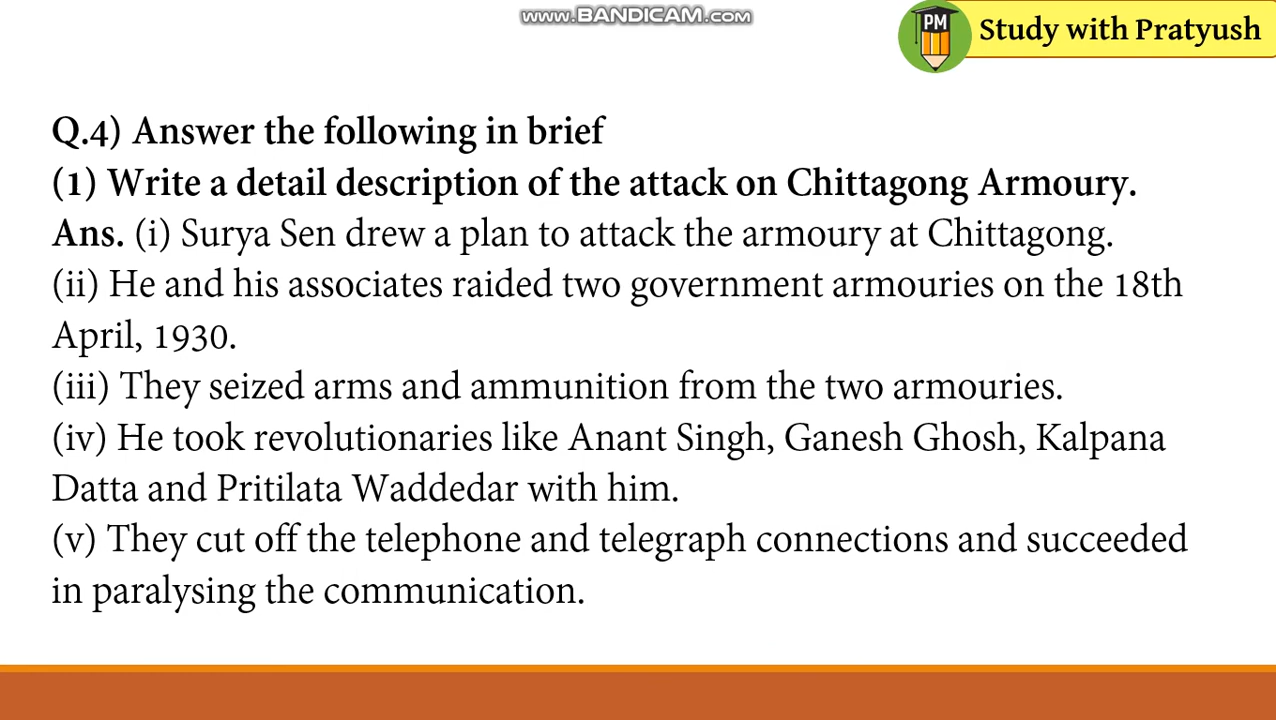 www.BANDICAM.com
PM
Study with Pratyush
Q.4) Answer the following in brief
(1) Write a detail description of the attack on Chittagong Armoury.
Ans. (i) Surya Sen drew a plan to attack the armoury at Chittagong.
(ii) He and his associates raided two government armouries on the 18th
April, 1930.
(iii) They seized arms and ammunition from the two armouries.
(iv) He took revolutionaries like Anant Singh, Ganesh Ghosh, Kalpana
Datta and Pritilata Waddedar with him.
(v) They cut off the telephone and telegraph connections and succeeded
in paralysing the communication.